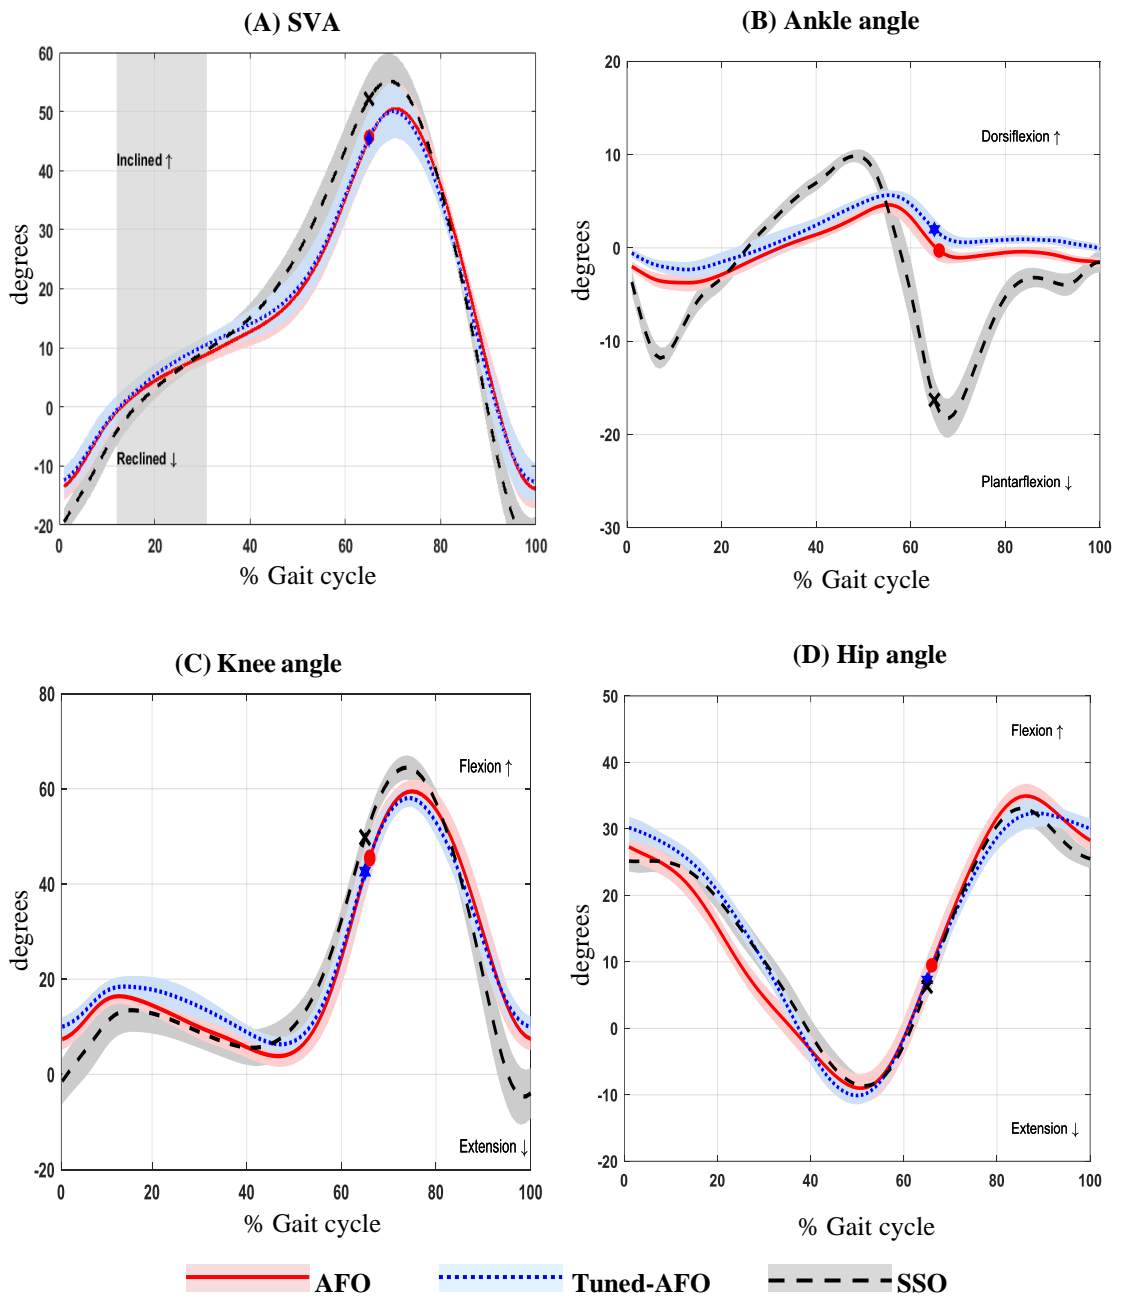 (A) SVA
60
50
40
30
20
10
0
-10
-20
degrees
Inclined ↑
Reclined ↓
0 20 40 60 80 100
% Gait cycle
(B) Ankle angle
20
10
0
-10
-20
-30
degrees
Dorsiflexion ↑
Plantarflexion ↓
0 20 40 60 80 100
% Gait cycle
(C) Knee angle
80
60
40
20
0
-20
degrees
Flexion ↑
Extension ↓
0 20 40 60 80 100
% Gait cycle
(D) Hip angle
50
40
30
20
10
0
-10
-20
degrees
Flexion ↑
Extension ↓
0 20 40 60 80 100
% Gait cycle
AFO Tuned-AFO SSO